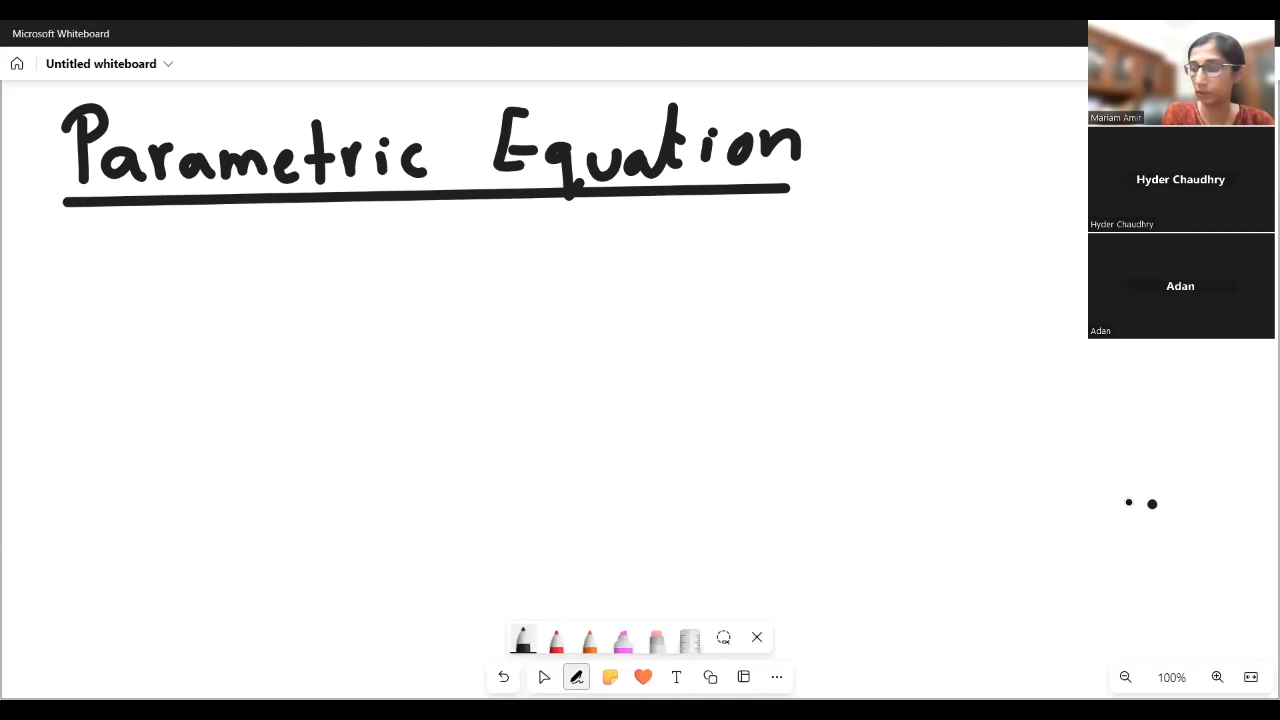 Microsoft Whiteboard
Untitled whiteboard
Parametric Equation
Mariam Amir
Hyder Chaudhry
Hyder Chaudhry
Adan
Adan
T
100%